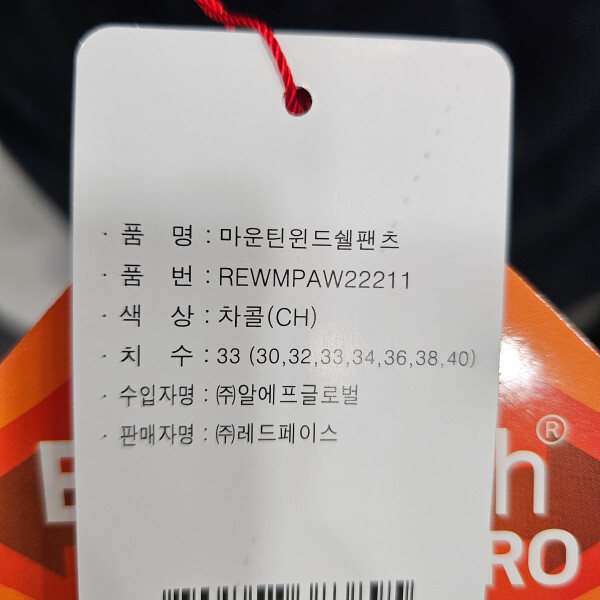 · 품 명 : 마운틴윈드쉘팬츠
· 품 번 : REWMPAW22211
· 색 상 : 차콜(CH)
· 치 수 : 33 (30,32,33,34,36,38,40)
· 수입자명 : ㈜알에프글로벌
· 판매자명 : ㈜레드페이스